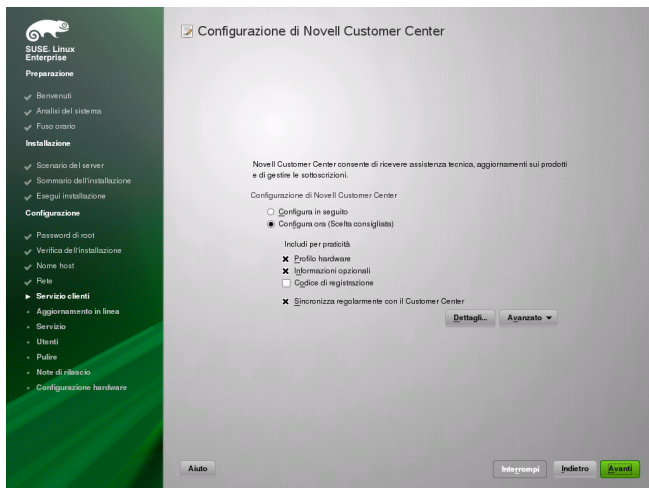 SUSE. Linux
Enterprise
Preparazione
Benvenuti
Analisi del sistema
Fuso orario
Installazione
Scenario del server
Sommario dell'installazione
Esegui installazione
Configurazione
Password di root
Verifica dell'installazione
Nome host
Rete
Servizio clienti
Aggiornamento in linea
Servizio
Utenti
Pulire
Note di rilascio
Configurazione hardware
Configurazione di Novell Customer Center
Novell Customer Center consente di ricevere assistenza tecnica, aggiornamenti sui prodotti
e di gestire le sottoscrizioni.
Configurazione di Novell Customer Center
Configura in seguito
Configura ora (Scelta consigliata)
Includi per praticità
Profilo hardware
Informazioni opzionali
Codice di registrazione
Sincronizza regolarmente con il Customer Center
Dettagli... Avanzato
Aiuto Interrompi Indietro Avanti